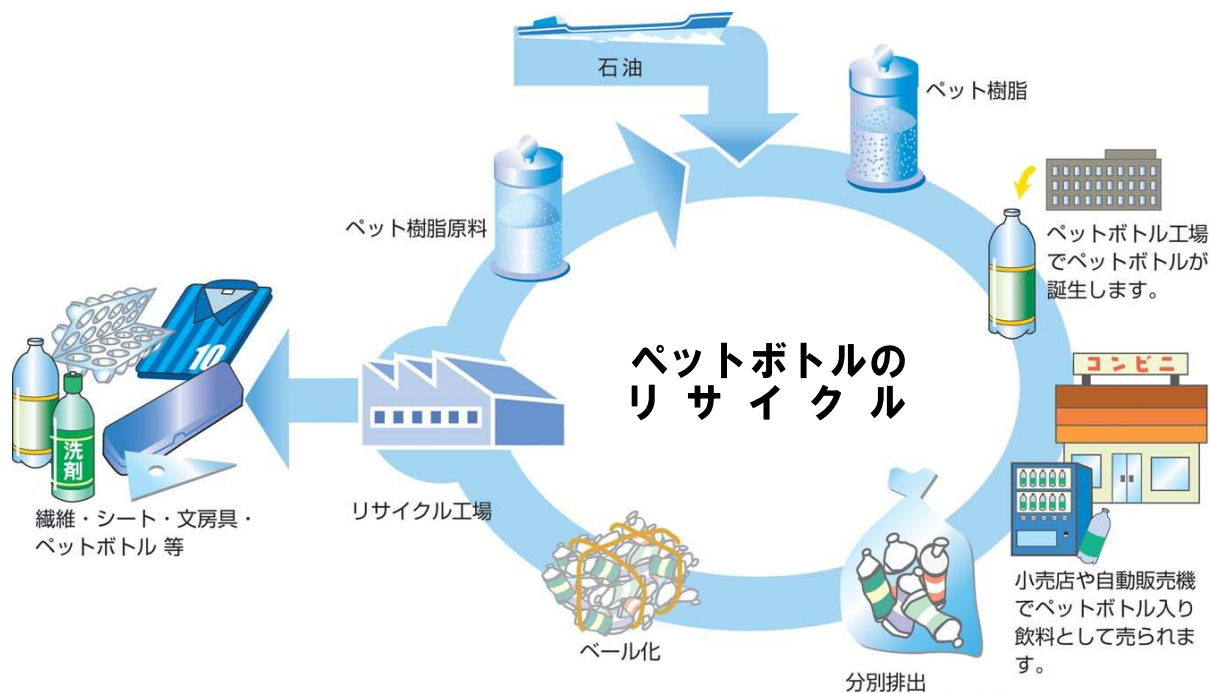 石油
ペット樹脂
ペット樹脂原料
ペットボトル工場
でペットボトルが
誕生します。
ペットボトルの
リサイクル
コンビニ
10
洗剤
繊維・シート・文房具・
ペットボトル 等
リサイクル工場
ベール化
分別排出
小売店や自動販売機
でペットボトル入り
飲料として売られま
す。